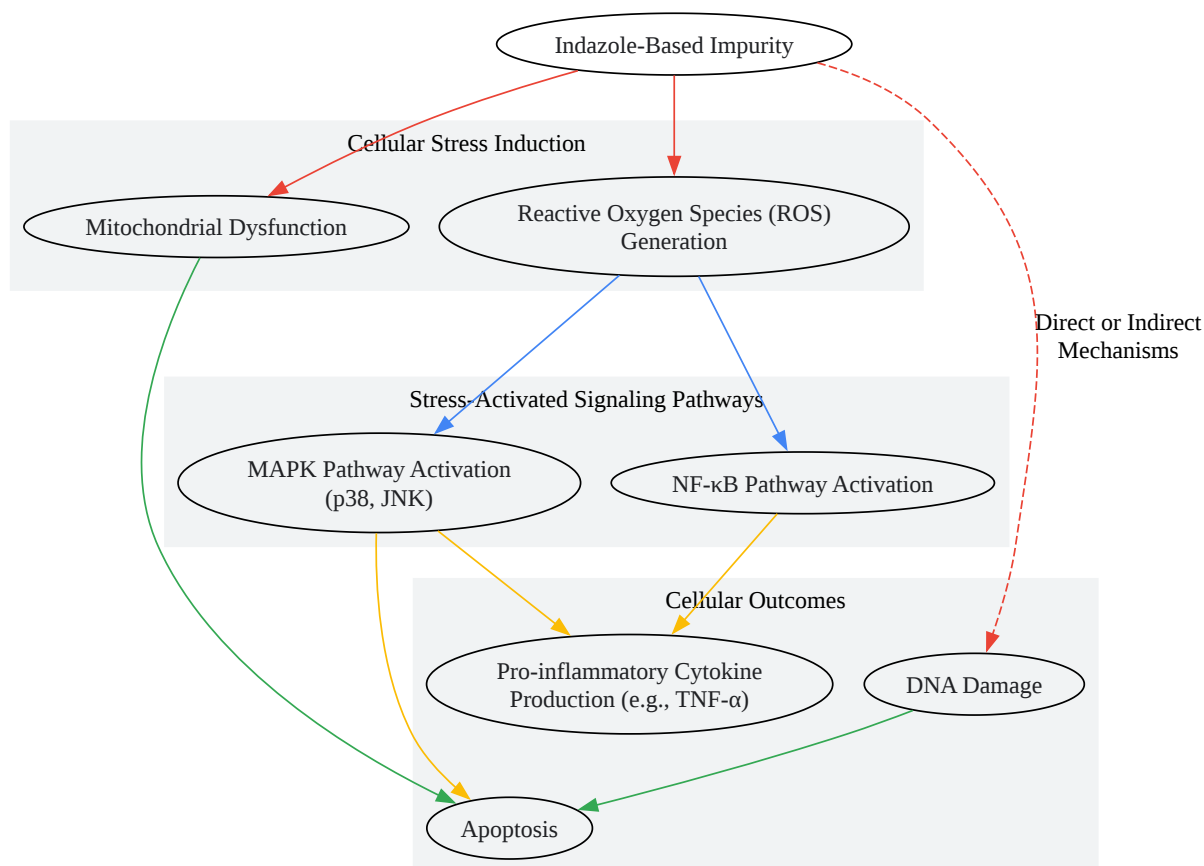 Indazole-Based Impurity
Cellular Stress Induction
Mitochondrial Dysfunction
Reactive Oxygen Species (ROS)
Generation
Direct or Indirect
Mechanisms
Stress-Activated Signaling Pathways
MAPK Pathway Activation
(p38, JNK)
NF-κB Pathway Activation
Cellular Outcomes
Pro-inflammatory Cytokine
Production (e.g., TNF-α)
DNA Damage
Apoptosis